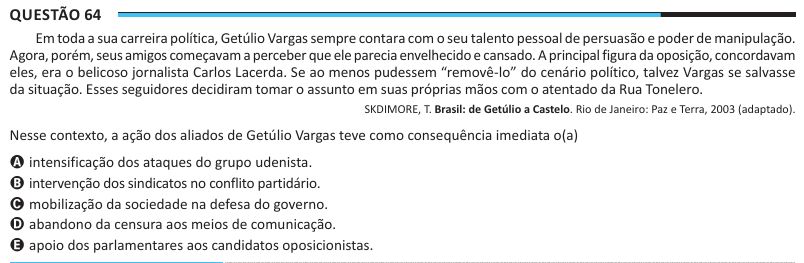 QUESTÃO 64
Em toda a sua carreira política, Getúlio Vargas sempre contara com o seu talento pessoal de persuasão e poder de manipulação.
Agora, porém, seus amigos começavam a perceber que ele parecia envelhecido e cansado. A principal figura da oposição, concordavam
eles, era o belicoso jornalista Carlos Lacerda. Se ao menos pudessem “removê-lo” do cenário político, talvez Vargas se salvasse
da situação. Esses seguidores decidiram tomar o assunto em suas próprias mãos com o atentado da Rua Tonelero.
SKDIMORE, T. Brasil: de Getúlio a Castelo. Rio de Janeiro: Paz e Terra, 2003 (adaptado).
Nesse contexto, a ação dos aliados de Getúlio Vargas teve como consequência imediata o(a)
A intensificação dos ataques do grupo udenista.
B intervenção dos sindicatos no conflito partidário.
C mobilização da sociedade na defesa do governo.
D abandono da censura aos meios de comunicação.
E apoio dos parlamentares aos candidatos oposicionistas.